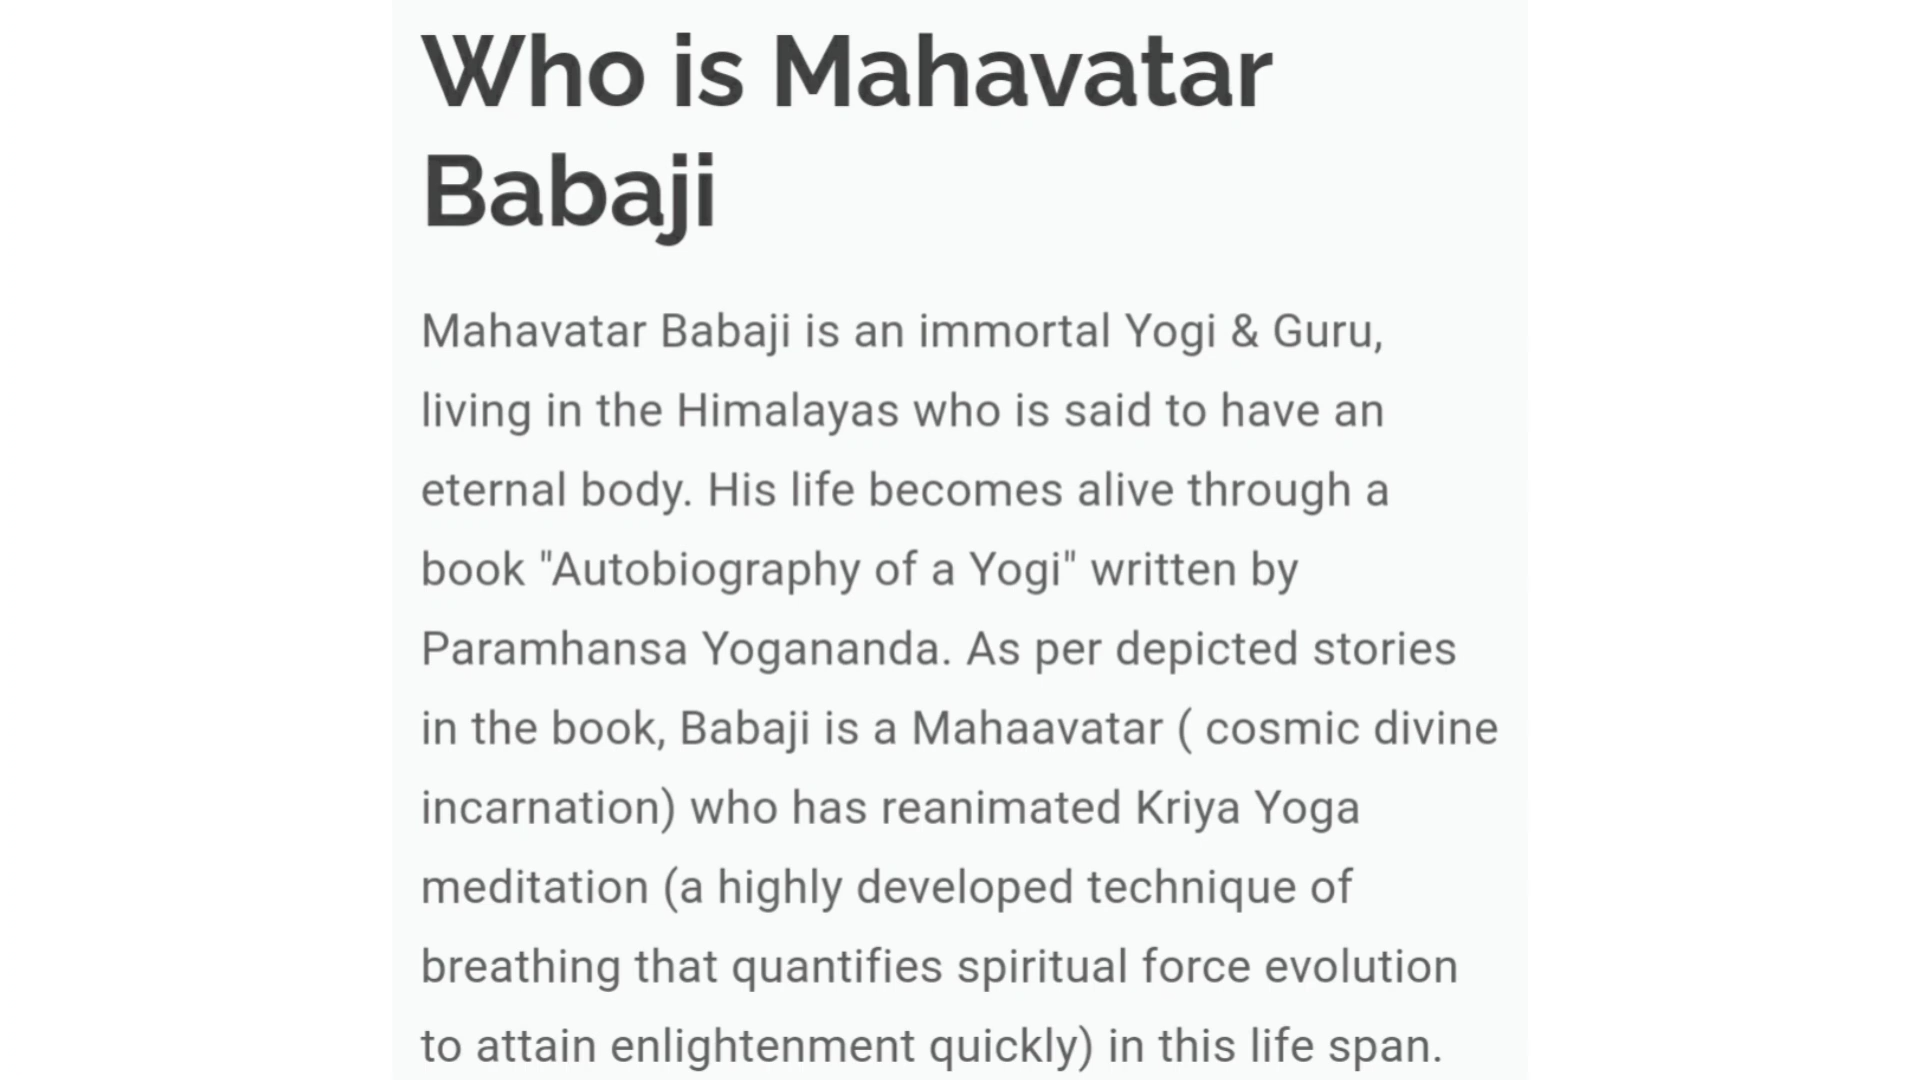 Who is Mahavatar
Babaji
Mahavatar Babaji is an immortal Yogi & Guru,
living in the Himalayas who is said to have an
eternal body. His life becomes alive through a
book "Autobiography of a Yogi" written by
Paramhansa Yogananda. As per depicted stories
in the book, Babaji is a Mahaavatar ( cosmic divine
incarnation) who has reanimated Kriya Yoga
meditation (a highly developed technique of
breathing that quantifies spiritual force evolution
to attain enlightenment quickly) in this life span.